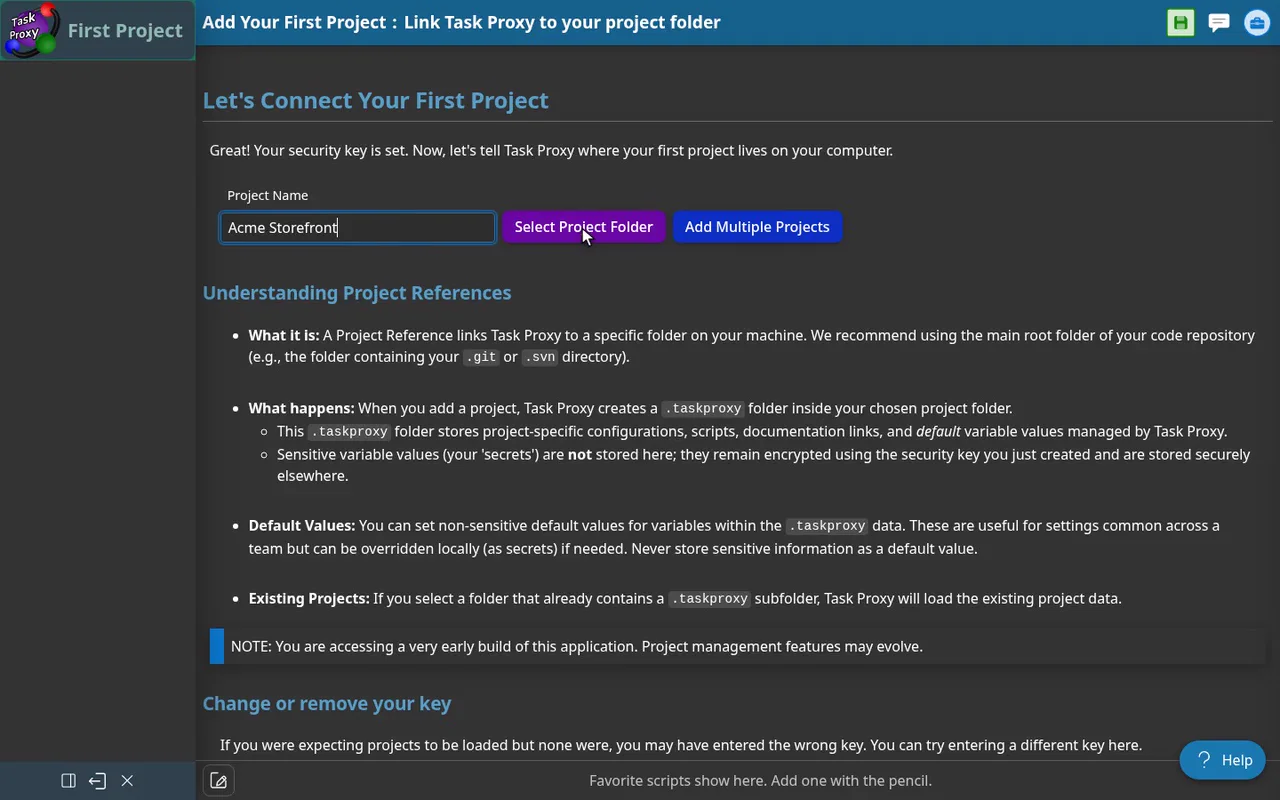 Task
Proxy
First Project
Add Your First Project : Link Task Proxy to your project folder
Let's Connect Your First Project
Great! Your security key is set. Now, let's tell Task Proxy where your first project lives on your computer.
Project Name
Acme Storefront
Select Project Folder
Add Multiple Projects
Understanding Project References
• What it is: A Project Reference links Task Proxy to a specific folder on your machine. We recommend using the main root folder of your code repository
(e.g., the folder containing your .git or .svn directory).
• What happens: When you add a project, Task Proxy creates a .taskproxy folder inside your chosen project folder.
◦ This .taskproxy folder stores project-specific configurations, scripts, documentation links, and default variable values managed by Task Proxy.
◦ Sensitive variable values (your 'secrets') are not stored here; they remain encrypted using the security key you just created and are stored securely
elsewhere.
• Default Values: You can set non-sensitive default values for variables within the .taskproxy data. These are useful for settings common across a
team but can be overridden locally (as secrets) if needed. Never store sensitive information as a default value.
• Existing Projects: If you select a folder that already contains a .taskproxy subfolder, Task Proxy will load the existing project data.
NOTE: You are accessing a very early build of this application. Project management features may evolve.
Change or remove your key
If you were expecting projects to be loaded but none were, you may have entered the wrong key. You can try entering a different key here.
? Help
Favorite scripts show here. Add one with the pencil.